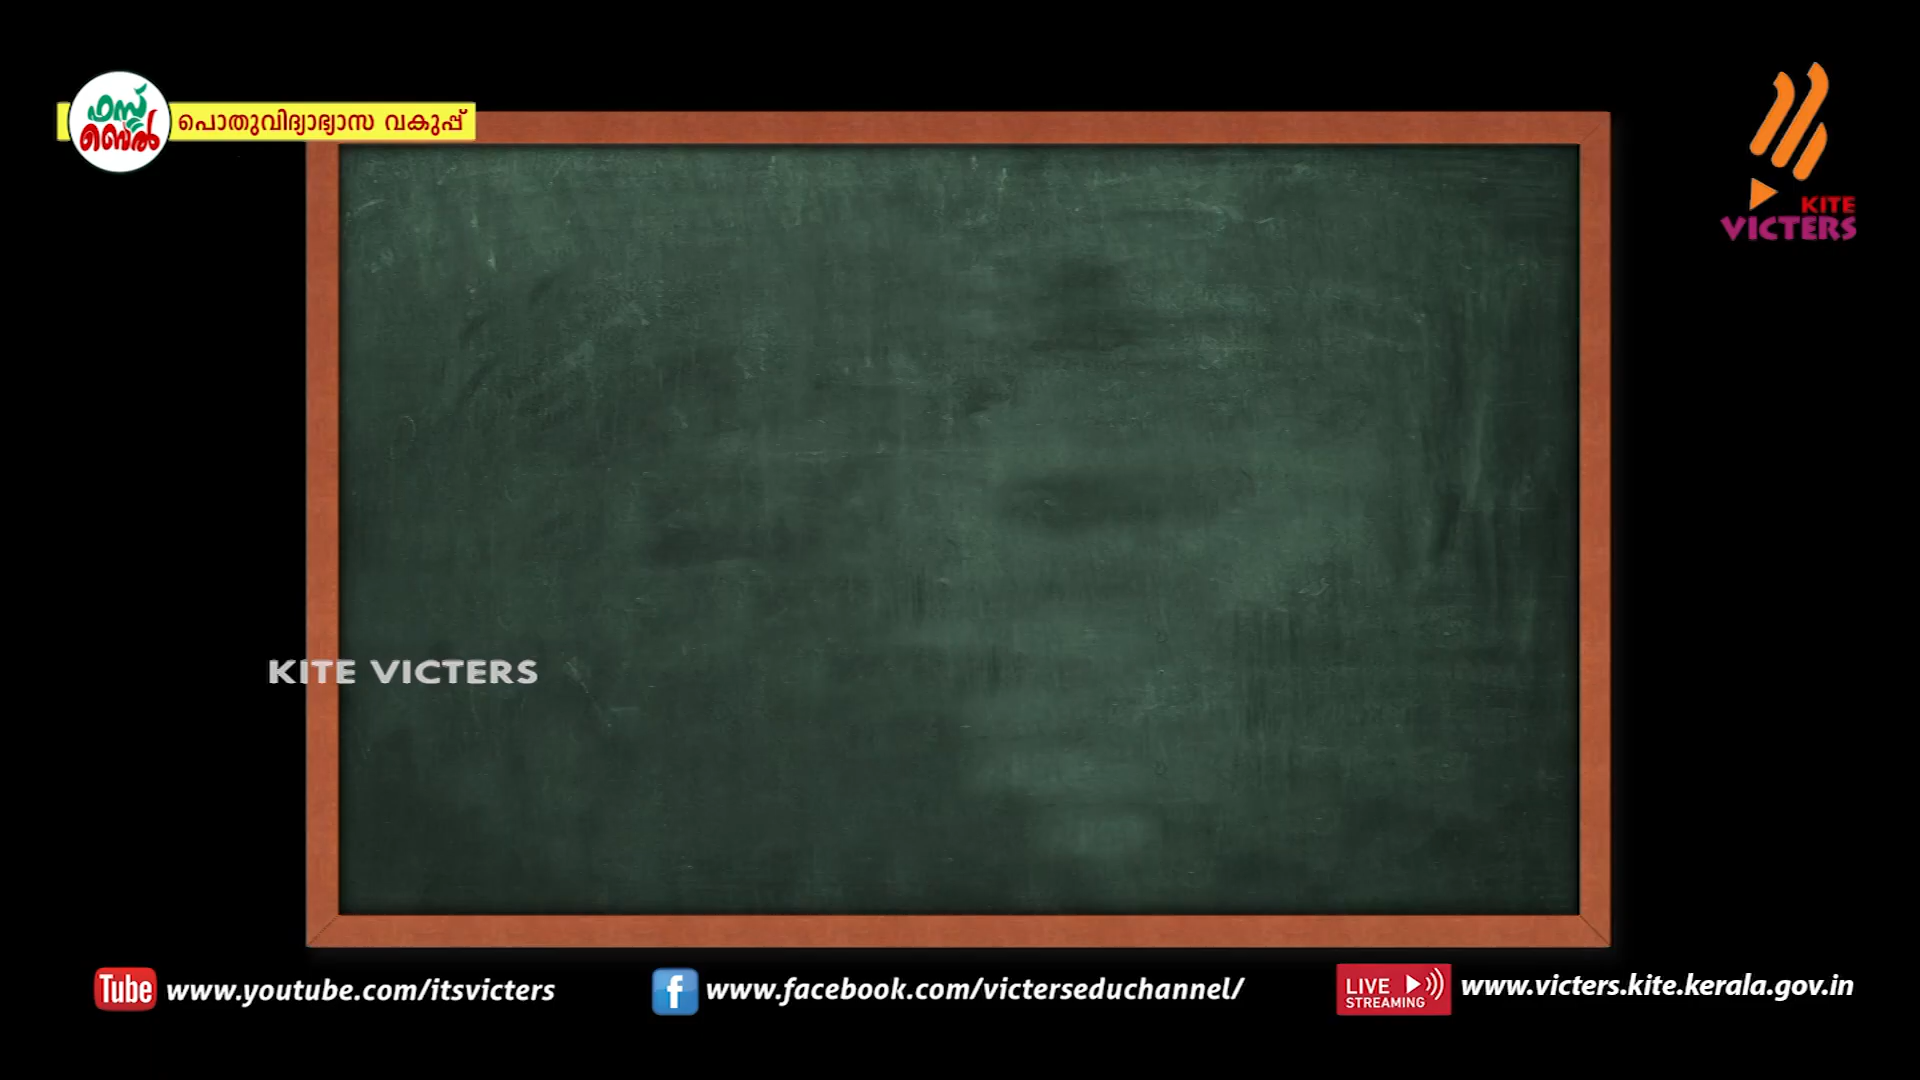 ഫസ്റ്റ്
ബെൽ
പൊതുവിദ്യാഭ്യാസ വകുപ്പ്
KITE
VICTERS
KITE VICTERS
Tube www.youtube.com/itsvicters
f www.facebook.com/victerseduchannel/
LIVE
STREAMING
www.victers.kite.kerala.gov.in